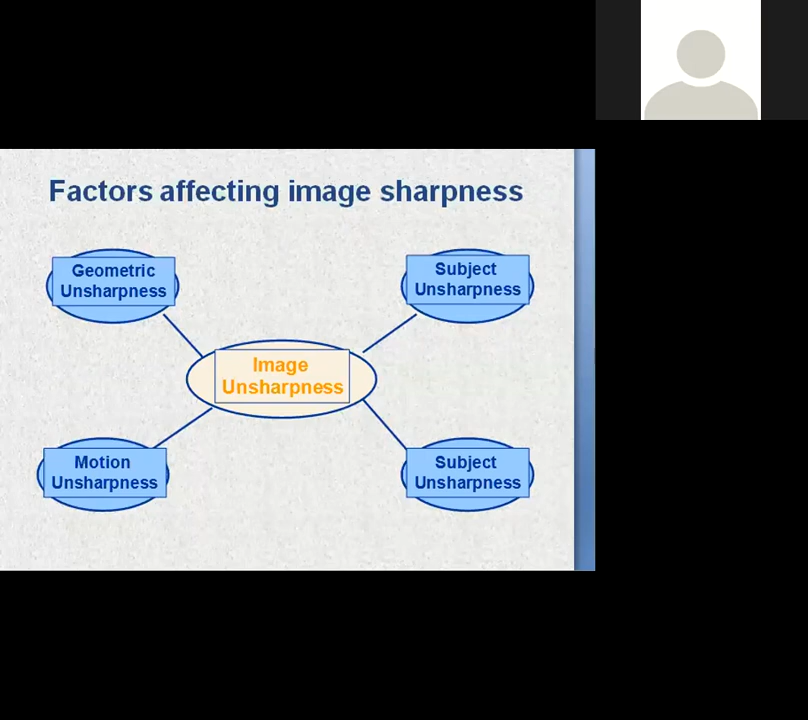 Factors affecting image sharpness
Geometric
Unsharpness
Subject
Unsharpness
Image
Unsharpness
Motion
Unsharpness
Subject
Unsharpness